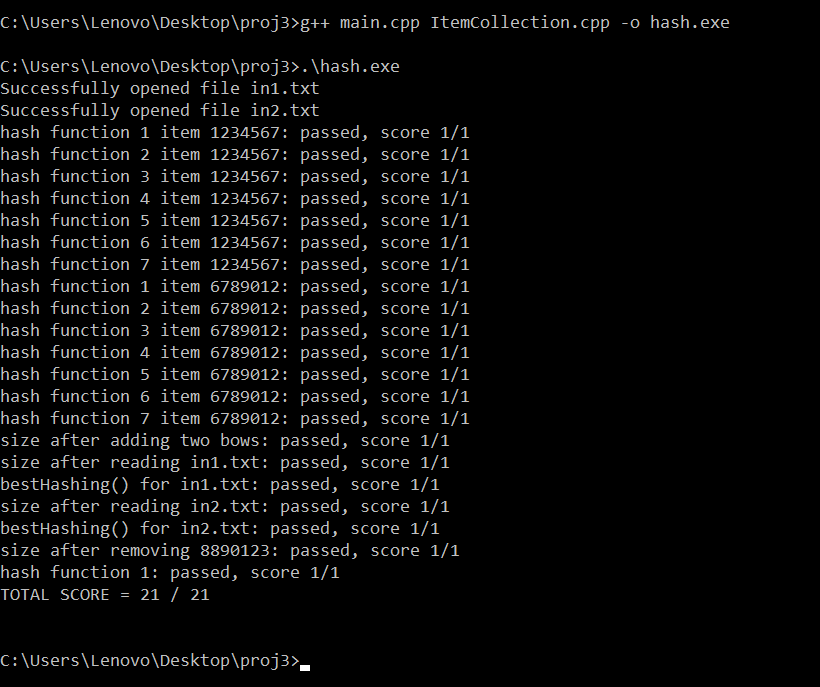 C:\Users\Lenovo\Desktop\proj3>g++ main.cpp ItemCollection.cpp -o hash.exe
C:\Users\Lenovo\Desktop\proj3>.\hash.exe
Successfully opened file in1.txt
Successfully opened file in2.txt
hash function 1 item 1234567: passed, score 1/1
hash function 2 item 1234567: passed, score 1/1
hash function 3 item 1234567: passed, score 1/1
hash function 4 item 1234567: passed, score 1/1
hash function 5 item 1234567: passed, score 1/1
hash function 6 item 1234567: passed, score 1/1
hash function 7 item 1234567: passed, score 1/1
hash function 1 item 6789012: passed, score 1/1
hash function 2 item 6789012: passed, score 1/1
hash function 3 item 6789012: passed, score 1/1
hash function 4 item 6789012: passed, score 1/1
hash function 5 item 6789012: passed, score 1/1
hash function 6 item 6789012: passed, score 1/1
hash function 7 item 6789012: passed, score 1/1
size after adding two bows: passed, score 1/1
size after reading in1.txt: passed, score 1/1
bestHashing() for in1.txt: passed, score 1/1
size after reading in2.txt: passed, score 1/1
bestHashing() for in2.txt: passed, score 1/1
size after removing 8890123: passed, score 1/1
hash function 1: passed, score 1/1
TOTAL SCORE = 21 / 21
C:\Users\Lenovo\Desktop\proj3>